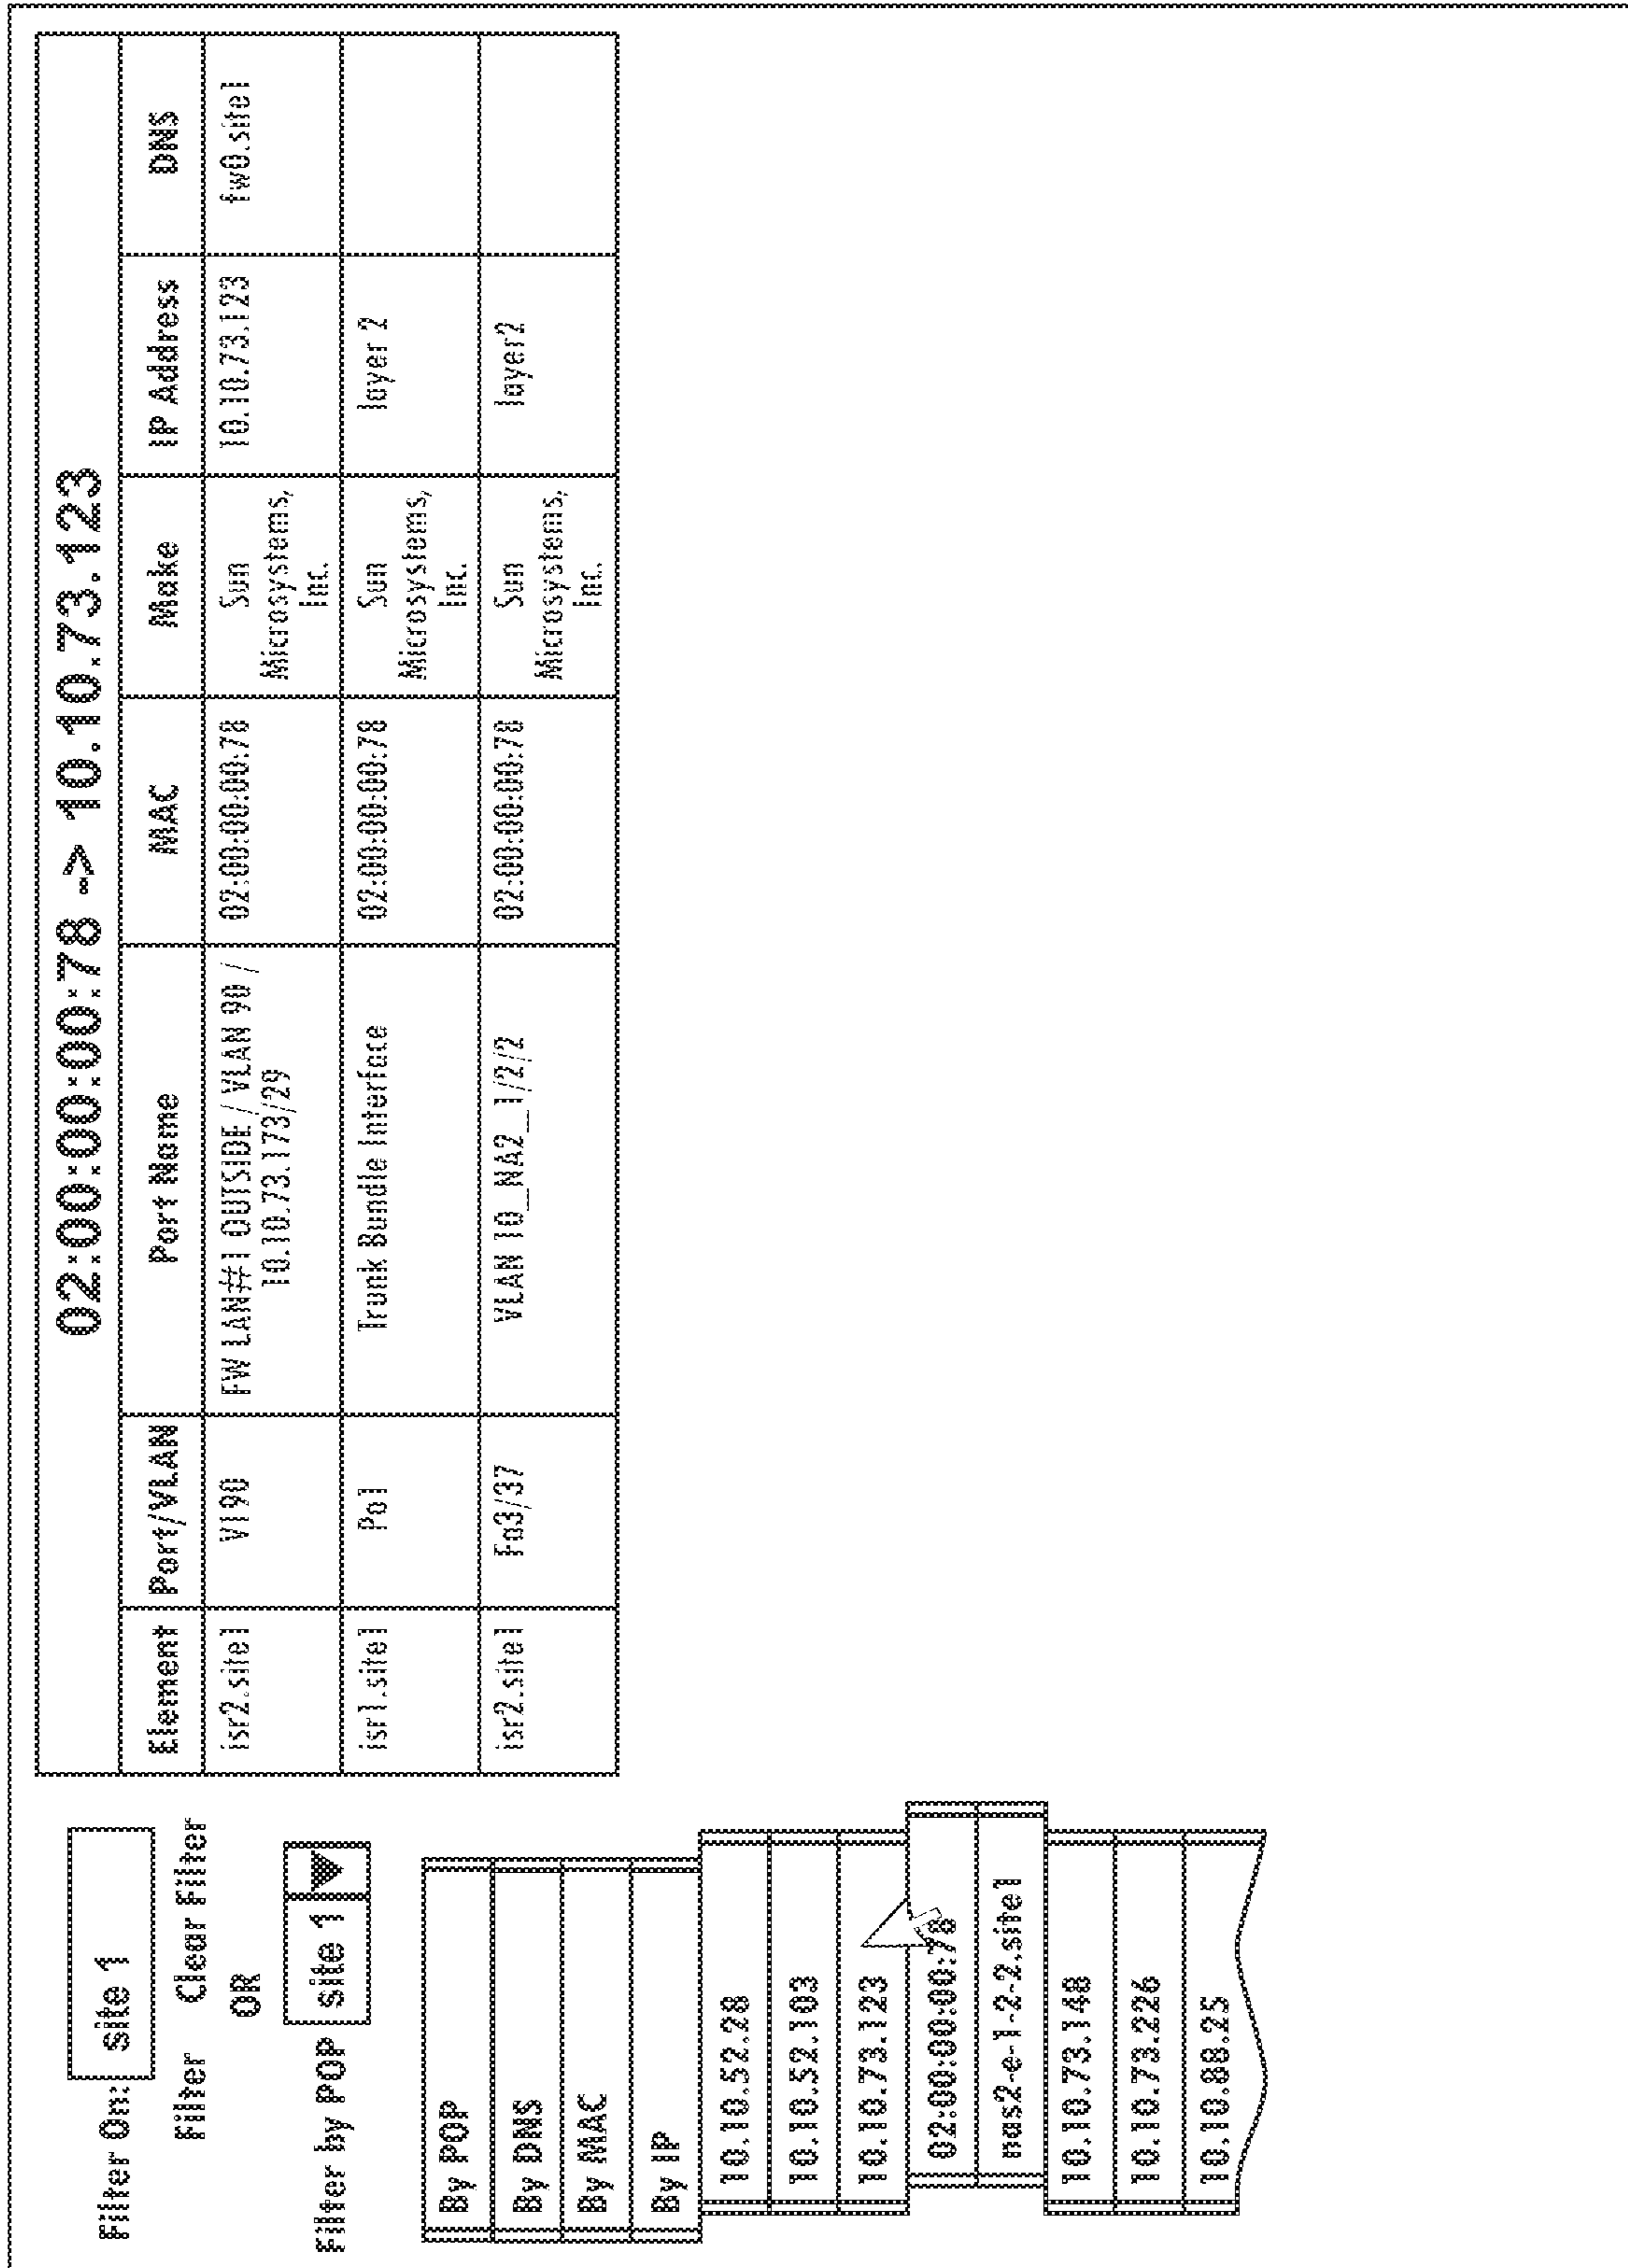 Filter On: site 1
Filter Clear Filter
OR
Filter by POP site 1
By POP
By DNS
By MAC
By IP
10.10.52.28
10.10.52.103
10.10.73.123
02:00:00:00:78
mas2-e-1-2-2.site1
10.10.73.148
10.10.73.226
10.10.88.25
02:00:00:00:78 -> 10.10.73.123
Element Port/VLAN Port Name MAC Make IP Address DNS
isr2.site1 V190 FW LAN#1 OUTSIDE / VLAN 90 / 02:00:00:00:78 Sun 10.10.73.123 fw0.site1
10.10.73.173/29 Microsystems,
Inc.
isr1.site1 Po1 Trunk Bundle Interface 02:00:00:00:78 Sun layer 2
Microsystems,
Inc.
isr2.site1 Fa3/37 VLAN 10_NA2_1/2/2 02:00:00:00:78 Sun layer2
Microsystems,
Inc.